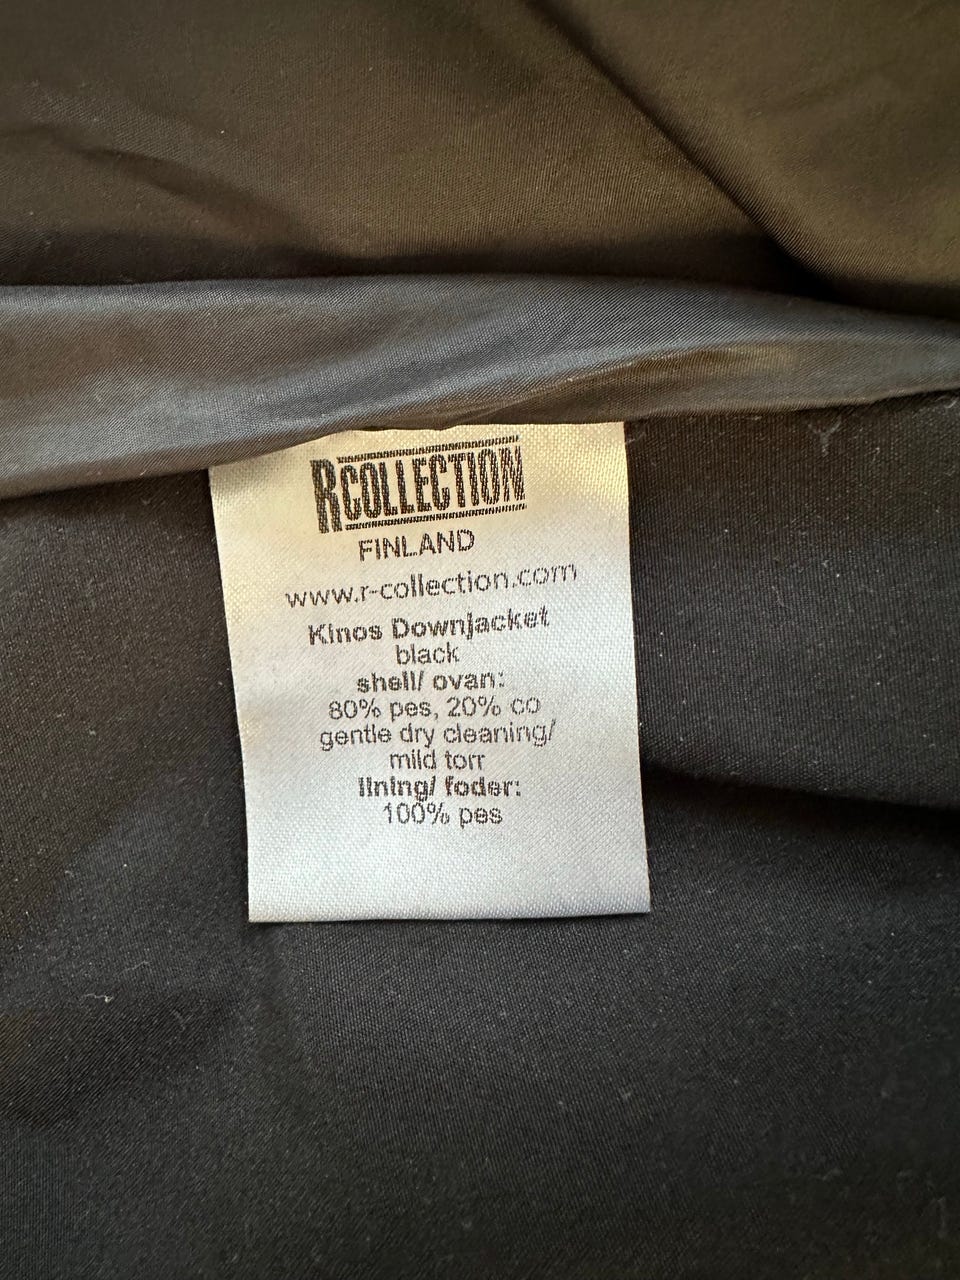 RCOLLECTION
FINLAND
www.r-collection.com
Kinos Downjacket
black
shell/ ovan:
80% pes, 20% co
gentle dry cleaning/
mild torr
lining/ foder:
100% pes